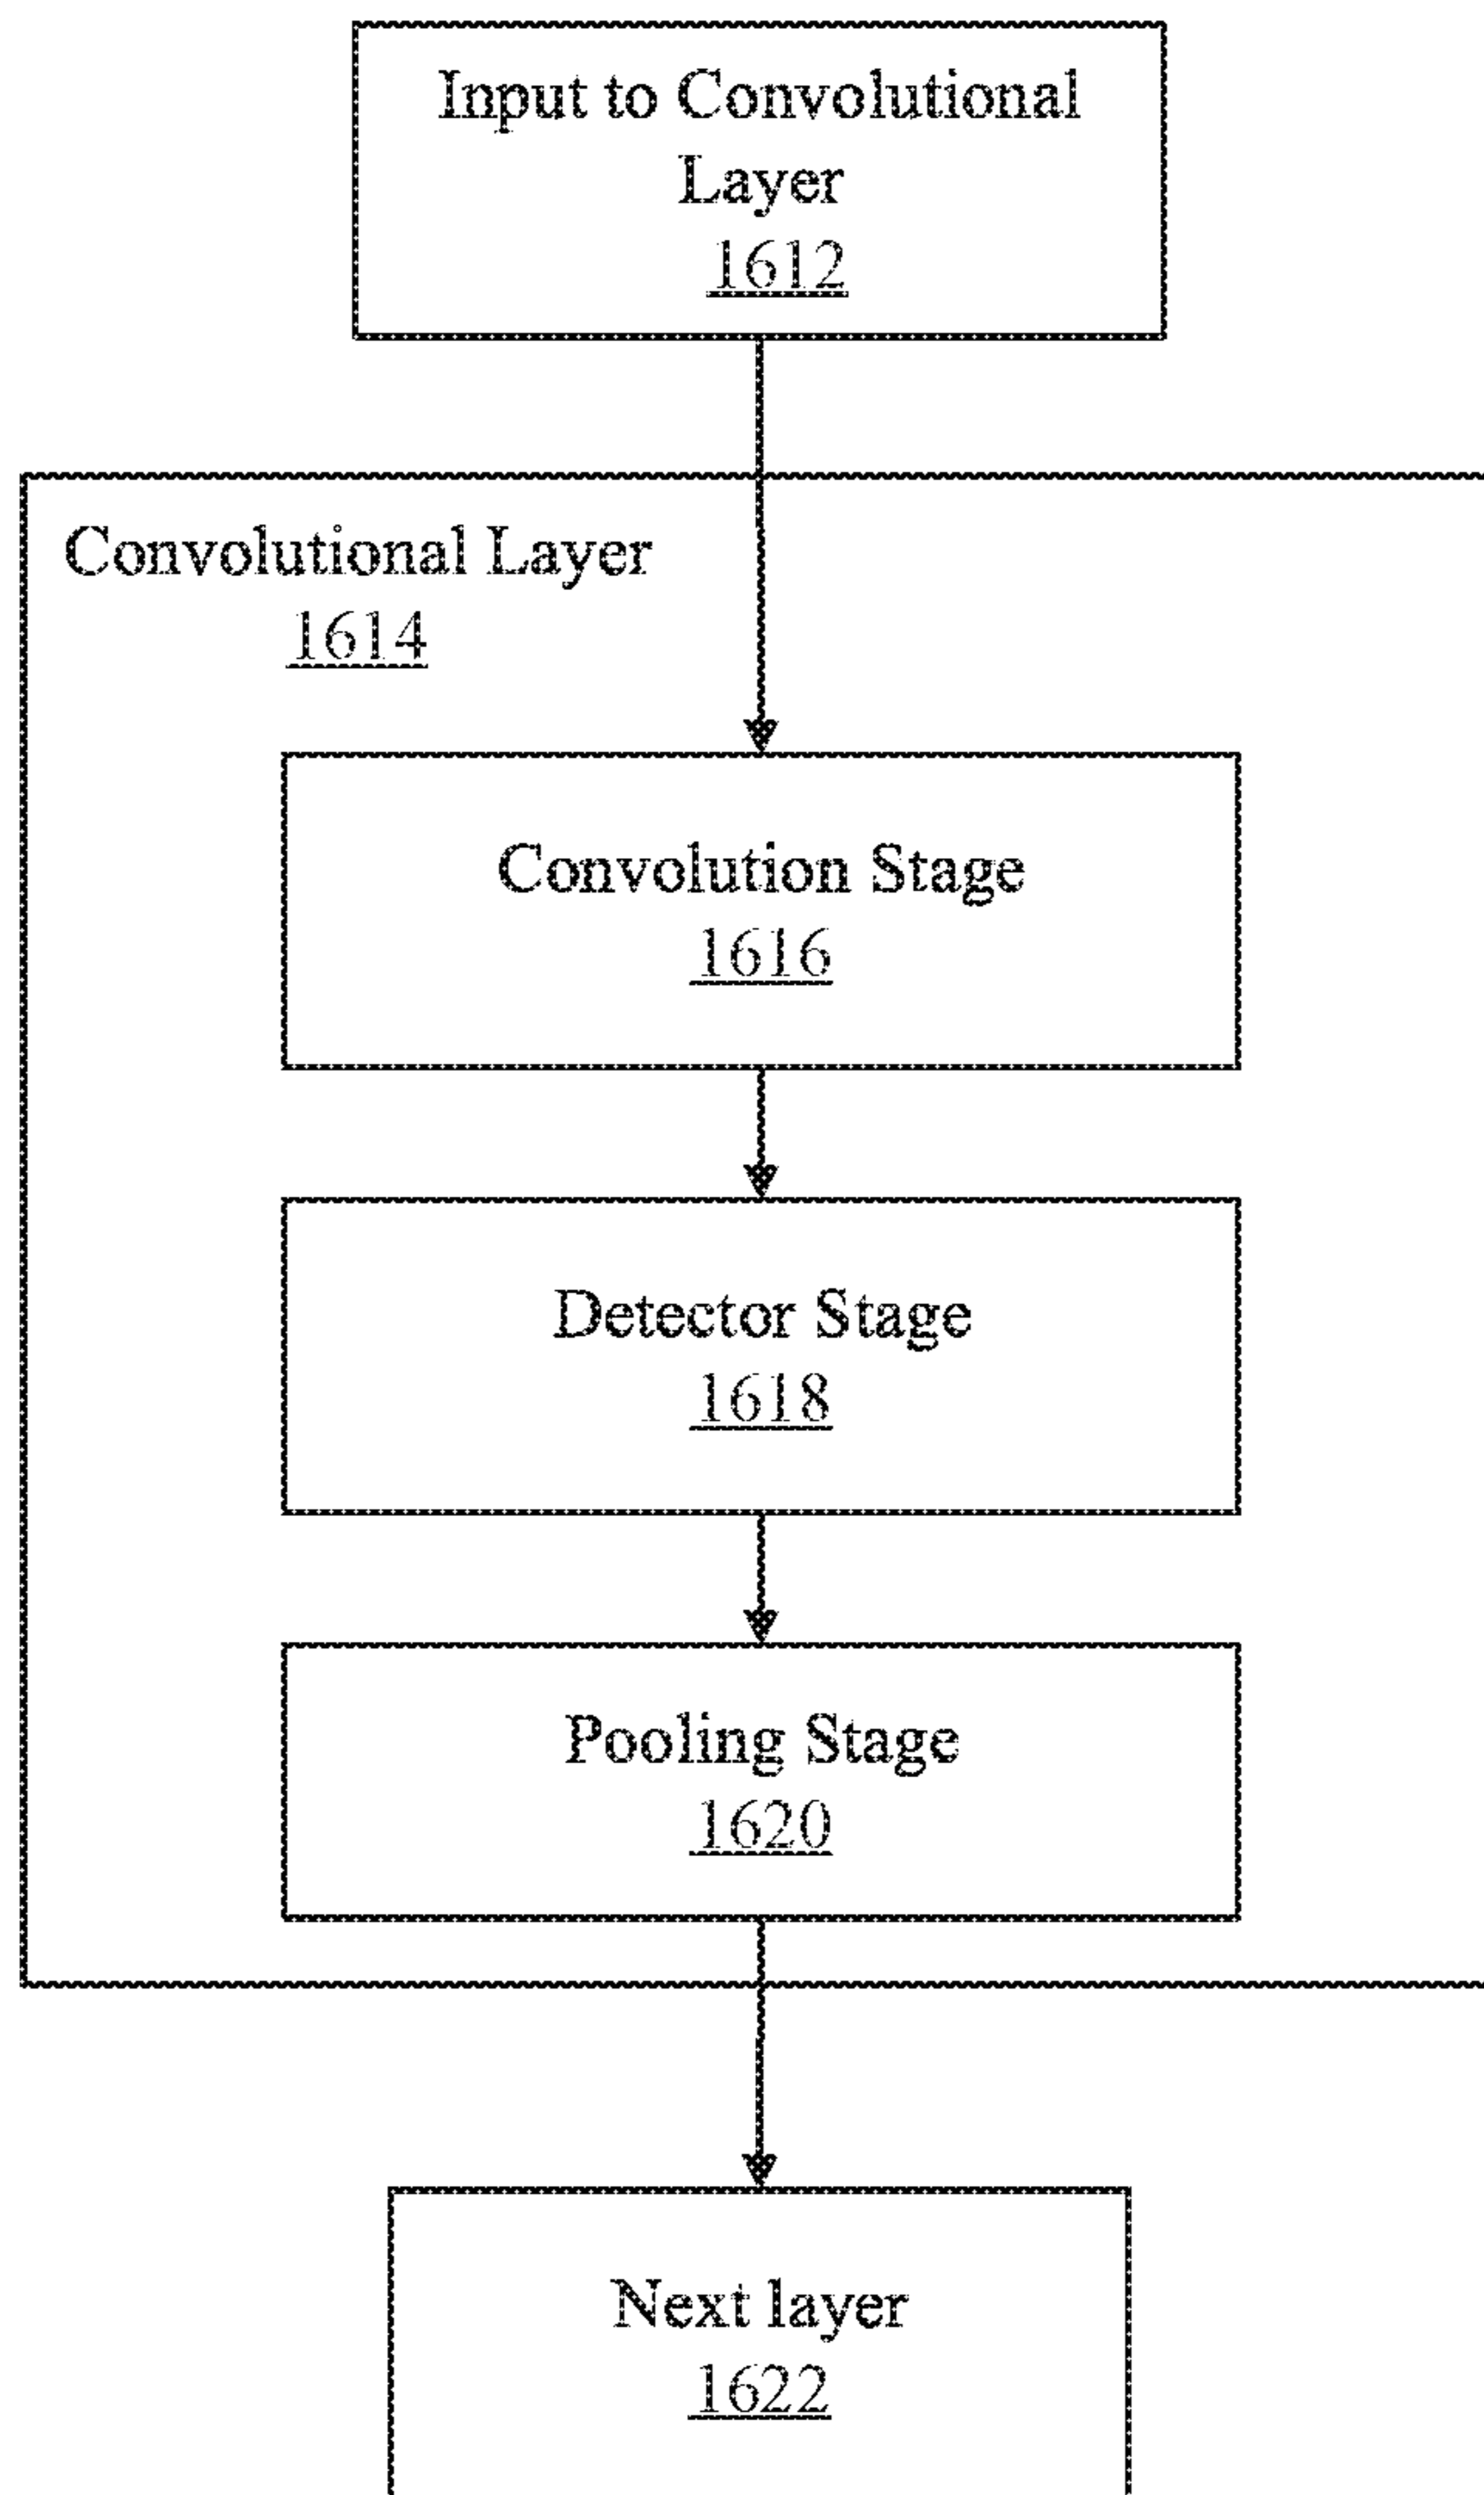 Input to Convolutional
Layer
1612
Convolutional Layer
1614
Convolution Stage
1616
Detector Stage
1618
Pooling Stage
1620
Next layer
1622